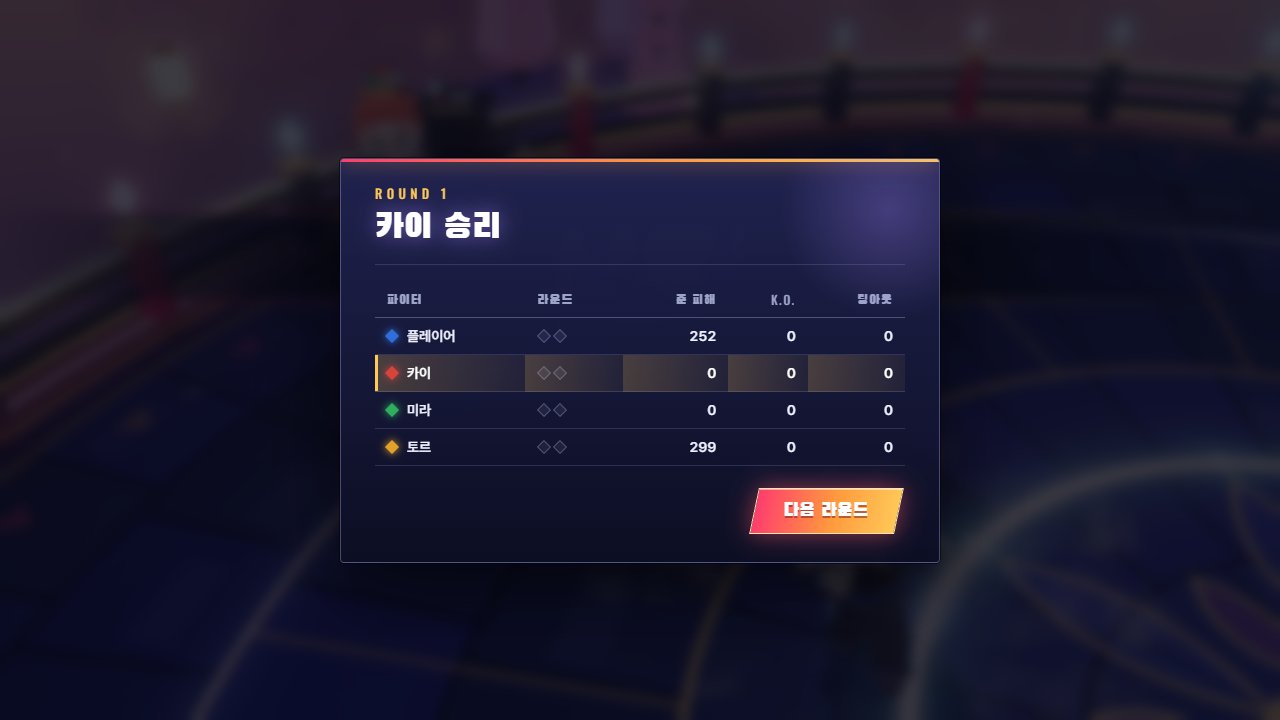 ROUND 1
카이 승리
파이터 라운드 준 피해 K.O. 링아웃
플레이어 252 0 0
카이 0 0 0
미라 0 0 0
토르 299 0 0
다음 라운드